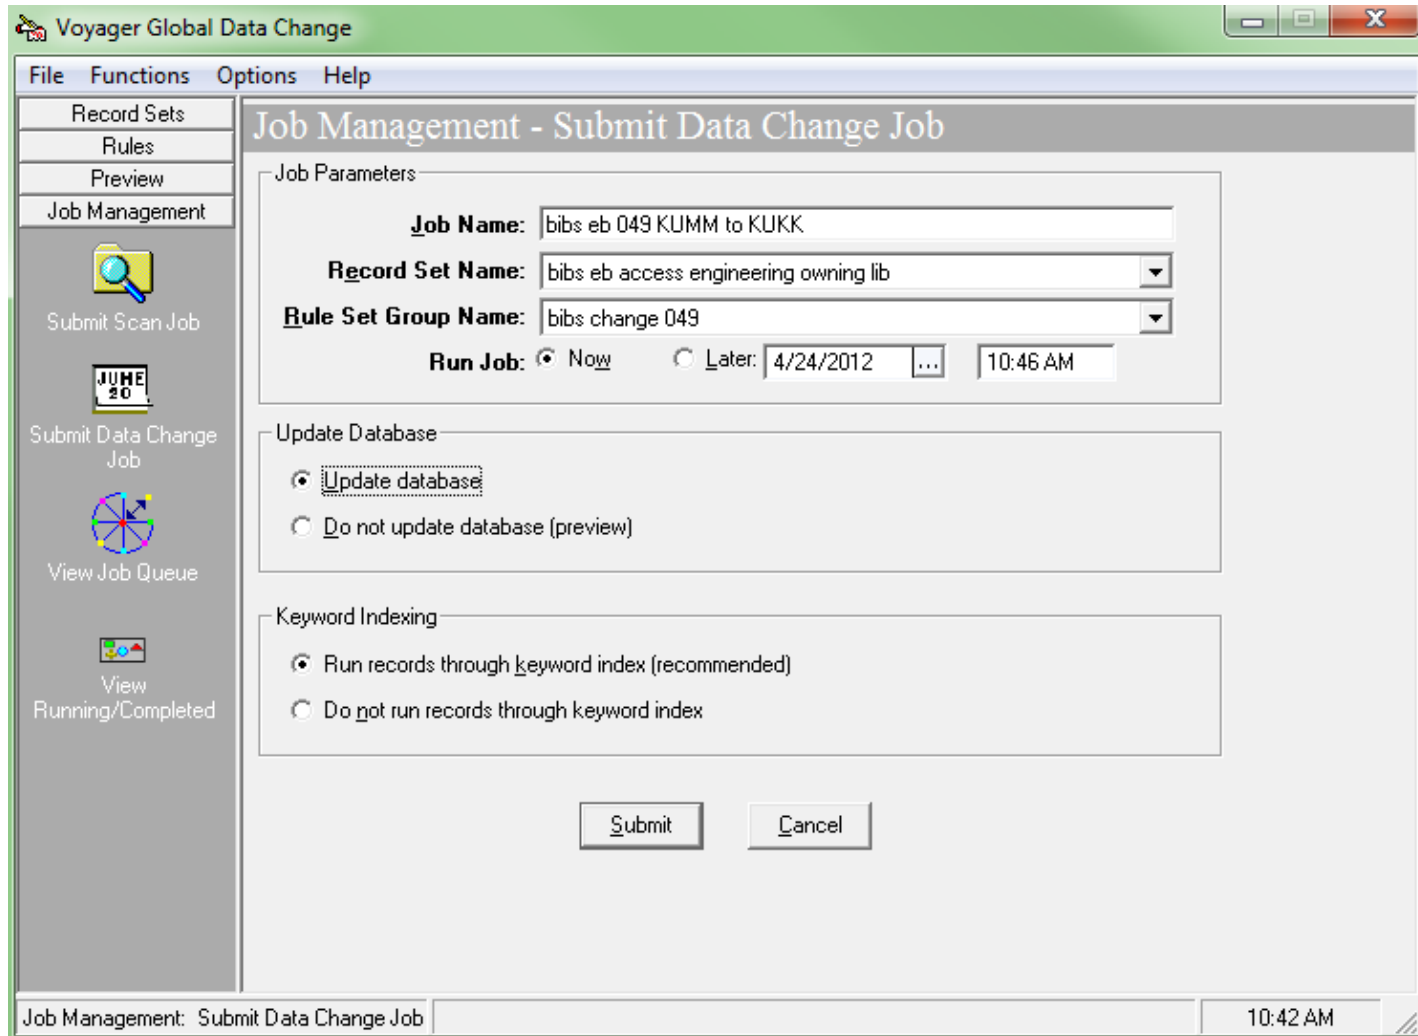 Voyager Global Data Change
File Functions Options Help
Record Sets
Rules
Preview
Job Management
Submit Scan Job
JUNE
20
Submit Data Change
Job
View Job Queue
View
Running/Completed
Job Management - Submit Data Change Job
Job Parameters
Job Name: bibs eb 049 KUMM to KUKK
Record Set Name: bibs eb access engineering owning lib
Rule Set Group Name: bibs change 049
Run Job: Now Later: 4/24/2012 ... 10:46 AM
Update Database
Update database
Do not update database (preview)
Keyword Indexing
Run records through keyword index (recommended)
Do not run records through keyword index
Submit Cancel
Job Management: Submit Data Change Job 10:42 AM